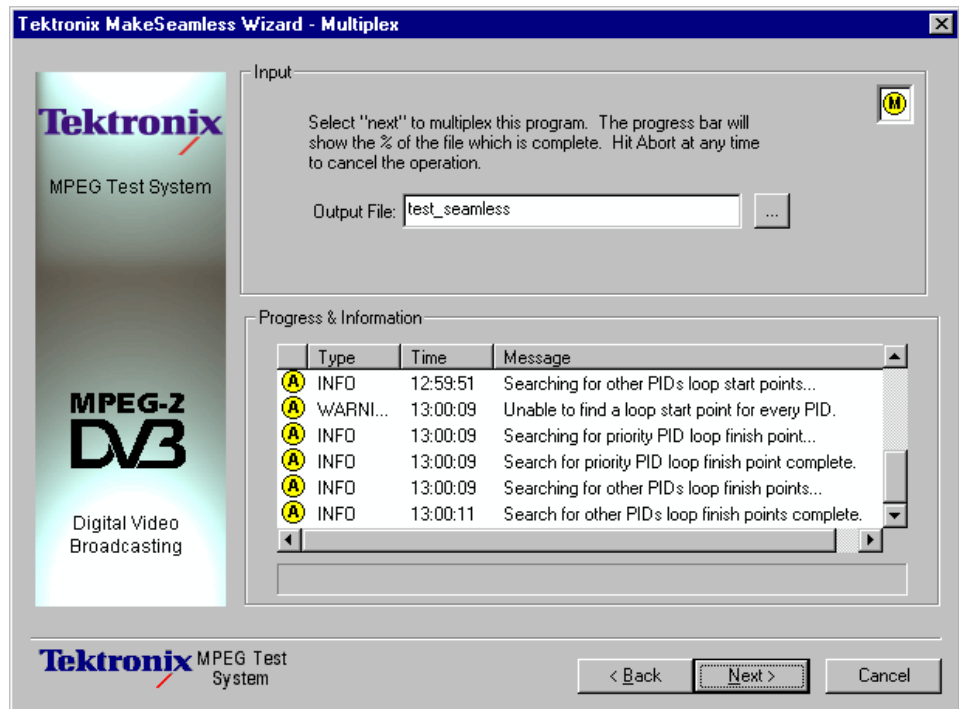 Tektronix MakeSeamless Wizard - Multiplex
Tektronix
MPEG Test System
MPEG-2
DVB
Digital Video
Broadcasting
Input
M
Select "next" to multiplex this program. The progress bar will
show the % of the file which is complete. Hit Abort at any time
to cancel the operation.
Output File: test_seamless ...
Progress & Information
Type Time Message
A INFO 12:59:51 Searching for other PIDs loop start points...
A WARNI... 13:00:09 Unable to find a loop start point for every PID.
A INFO 13:00:09 Searching for priority PID loop finish point...
A INFO 13:00:09 Search for priority PID loop finish point complete.
A INFO 13:00:09 Searching for other PIDs loop finish points...
A INFO 13:00:11 Search for other PIDs loop finish points complete.
Tektronix MPEG Test
System
< Back Next > Cancel